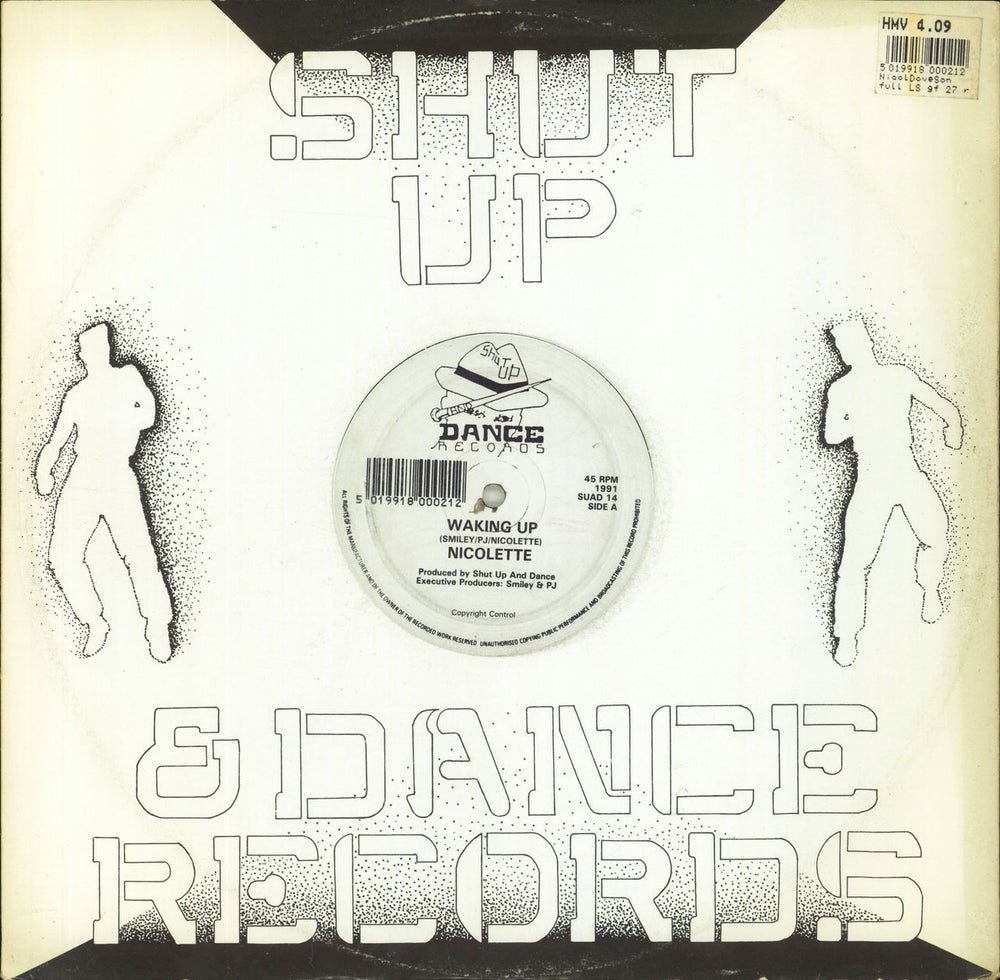 HMV 4.09
5 019918 000212
NicolDoveSon
full LS 9f 27 r
SHUT
UP
Shut
UP
AND
DANCE
RECORDS
5 019918 000212
45 RPM
1991
SUAD 14
SIDE A
WAKING UP
(SMILEY/PJ/NICOLETTE)
NICOLETTE
Produced by Shut Up And Dance
Executive Producers: Smiley & PJ
Copyright Control
ALL RIGHTS OF THE MANUFACTURER AND OF THE OWNER OF THE RECORDED WORK RESERVED UNAUTHORISED COPYING PUBLIC PERFORMANCE AND BROADCASTING OF THIS RECORD PROHIBITED
& DANCE
RECORDS